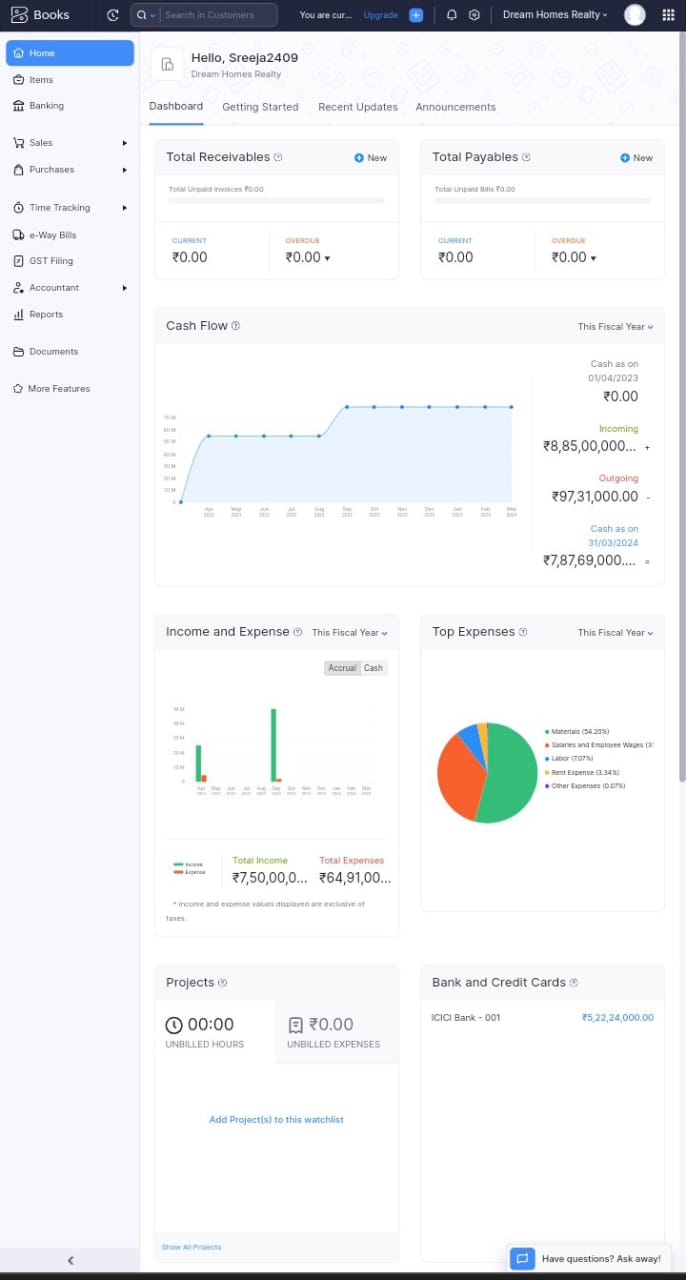 Books
Search in Customers
You are cur... Upgrade
Dream Homes Realty
Home
Items
Banking
Sales
Purchases
Time Tracking
e-Way Bills
GST Filing
Accountant
Reports
Documents
More Features
Hello, Sreeja2409
Dream Homes Realty
Dashboard Getting Started Recent Updates Announcements
Total Receivables New
Total Unpaid Invoices ₹0.00
CURRENT OVERDUE
₹0.00 ₹0.00
Total Payables New
Total Unpaid Bills ₹0.00
CURRENT OVERDUE
₹0.00 ₹0.00
Cash Flow This Fiscal Year
70 M
60 M
50 M
40 M
30 M
20 M
10 M
0
Apr May Jun Jul Aug Sep Oct Nov Dec Jan Feb Mar
2023 2023 2023 2023 2023 2023 2023 2023 2023 2024 2024 2024
Cash as on
01/04/2023
₹0.00
Incoming
₹8,85,00,000... +
Outgoing
₹97,31,000.00 -
Cash as on
31/03/2024
₹7,87,69,000.... =
Income and Expense This Fiscal Year
Accrual Cash
50 M
40 M
30 M
20 M
10 M
0
Apr May Jun Jul Aug Sep Oct Nov Dec Jan Feb Mar
Income
Expense
Total Income Total Expenses
₹7,50,00,0... ₹64,91,00...
* Income and expense values displayed are exclusive of
taxes.
Top Expenses This Fiscal Year
Materials (54.20%)
Salaries and Employee Wages (3
Labor (7.07%)
Rent Expense (3.34%)
Other Expenses (0.07%)
Projects
00:00 ₹0.00
UNBILLED HOURS UNBILLED EXPENSES
Add Project(s) to this watchlist
Show All Projects
Bank and Credit Cards
ICICI Bank - 001 ₹5,22,24,000.00
Have questions? Ask away!